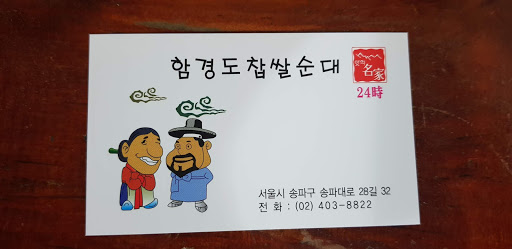 함경도찹쌀순대
名家
24時
서울시 송파구 송파대로 28길 32
전 화 : (02) 403-8822